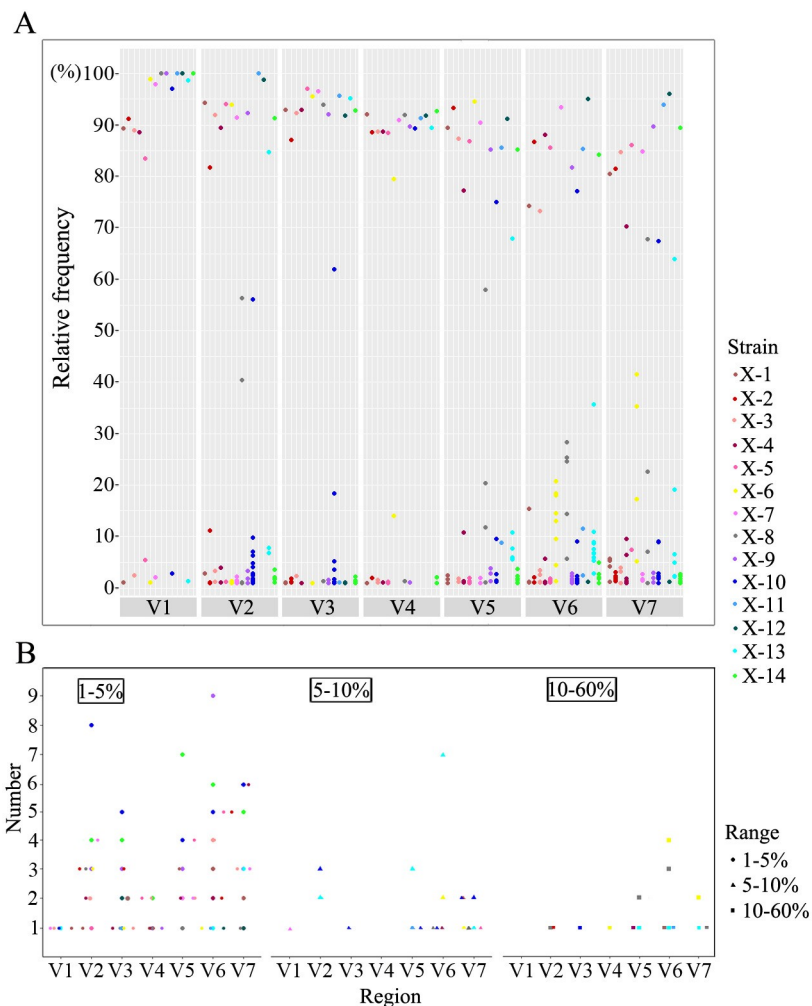 A
(%)100
90
80
70
60
50
40
30
20
10
0
Relative frequency
V1 V2 V3 V4 V5 V6 V7
Strain
X-1
X-2
X-3
X-4
X-5
X-6
X-7
X-8
X-9
X-10
X-11
X-12
X-13
X-14
B
1-5% 5-10% 10-60%
9
8
7
6
5
4
3
2
1
Number
V1 V2 V3 V4 V5 V6 V7 V1 V2 V3 V4 V5 V6 V7 V1 V2 V3 V4 V5 V6 V7
Region
Range
1-5%
5-10%
10-60%